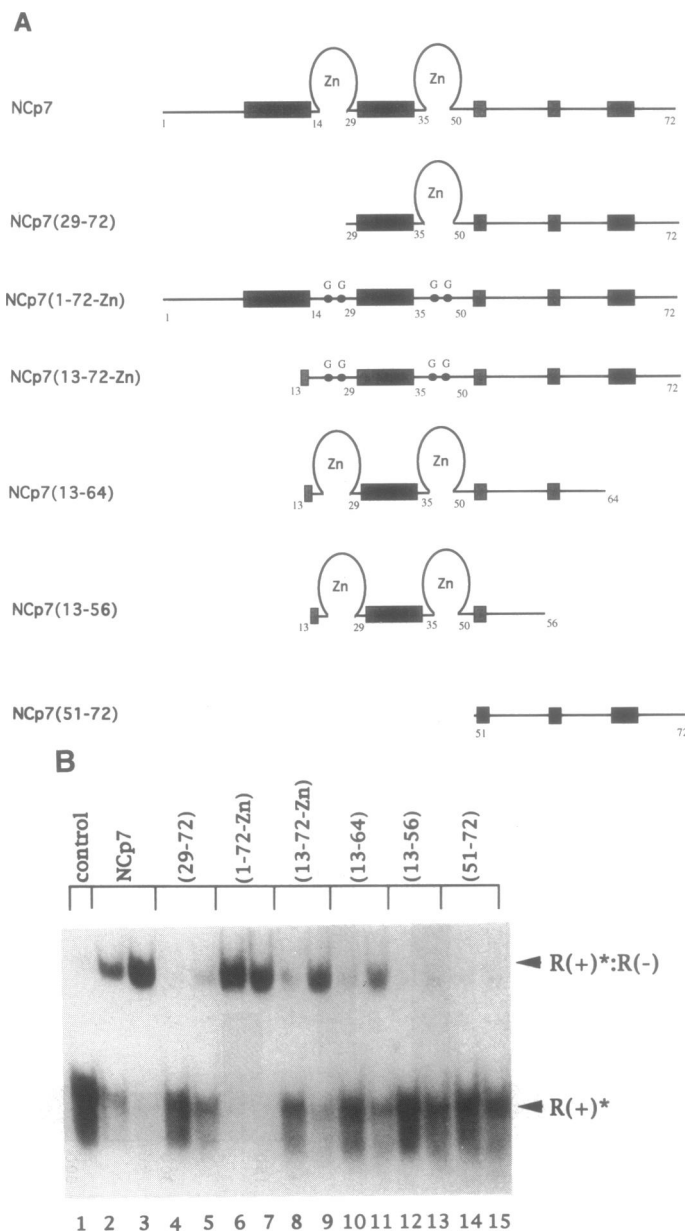 A
Zn Zn
NCp7
1 14 29 35 50 72
Zn
NCp7(29-72)
29 35 50 72
G G G G
NCp7(1-72-Zn)
1 14 29 35 50 72
G G G G
NCp7(13-72-Zn)
13 29 35 50 72
Zn Zn
NCp7(13-64)
13 29 35 50 64
Zn Zn
NCp7(13-56)
13 29 35 50 56
NCp7(51-72)
51 72
B
control NCp7 (29-72) (1-72-Zn) (13-72-Zn) (13-64) (13-56) (51-72)
R(+)*:R(-)
R(+)*
1 2 3 4 5 6 7 8 9 10 11 12 13 14 15